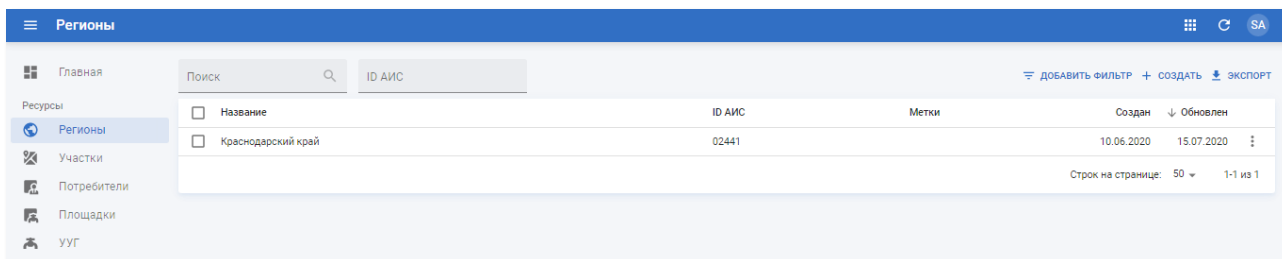 Регионы SA
Главная
Поиск ID АИС ДОБАВИТЬ ФИЛЬТР СОЗДАТЬ ЭКСПОРТ
Ресурсы
Название ID АИС Метки Создан Обновлен
Регионы
Краснодарский край 02441 10.06.2020 15.07.2020
Участки
Строк на странице: 50 1-1 из 1
Потребители
Площадки
УУГ